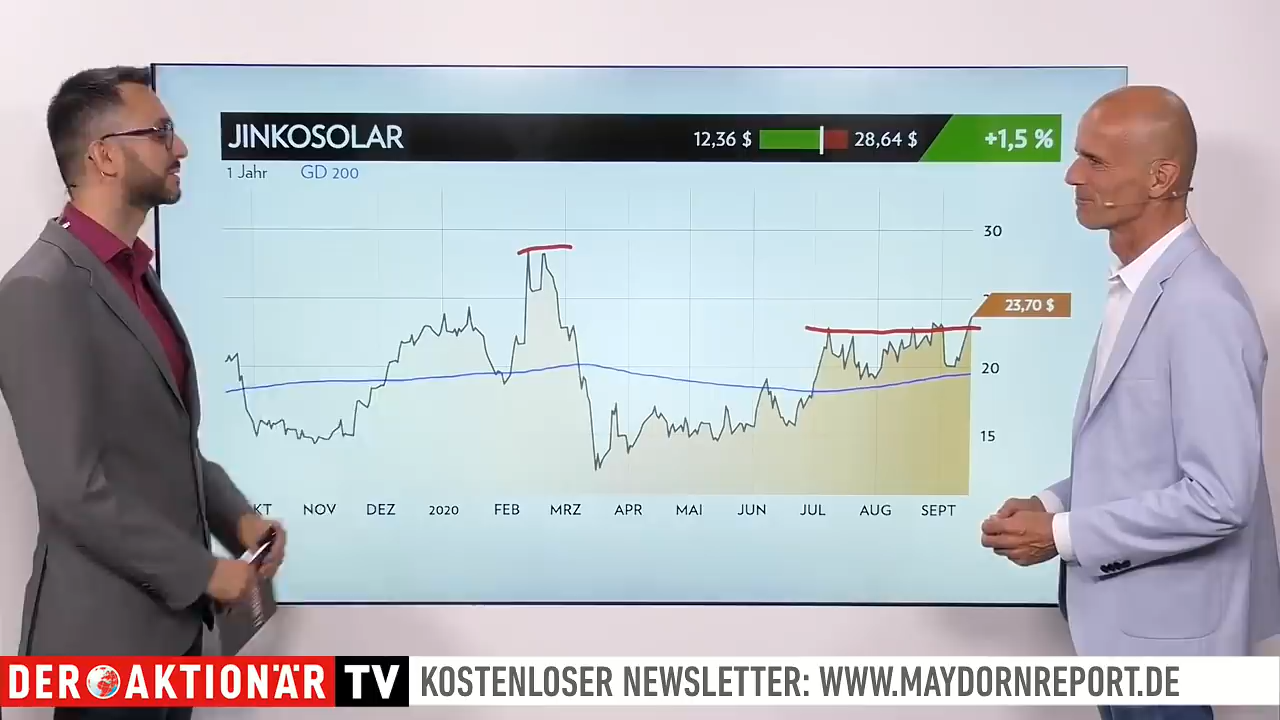 JINKOSOLAR 12,36 $ 28,64 $ +1,5 %
1 Jahr GD 200
30
23,70 $
20
15
KT NOV DEZ 2020 FEB MRZ APR MAI JUN JUL AUG SEPT
DER AKTIONÄR TV KOSTENLOSER NEWSLETTER: WWW.MAYDORNREPORT.DE